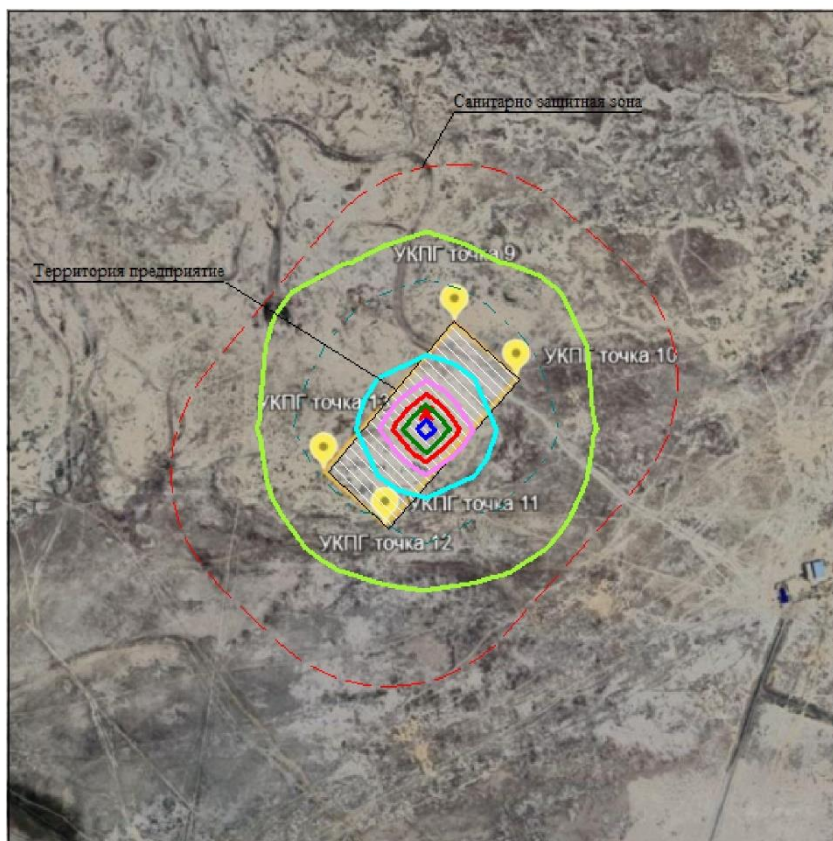 Санитарно защитная зона
УКПГ точка 9
Территория предприятие
УКПГ точка 10
УКПГ точка 13
УКПГ точка 11
УКПГ точка 12